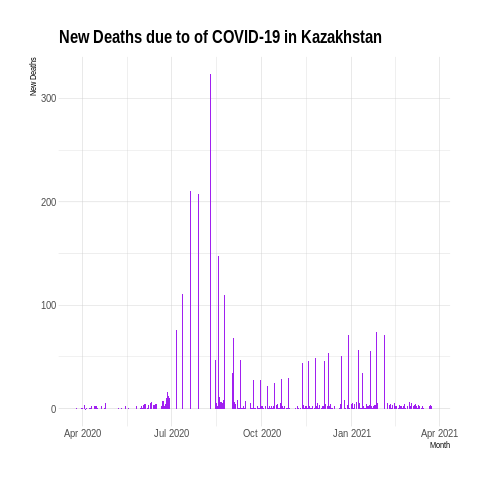 New Deaths due to of COVID-19 in Kazakhstan
New Deaths
300
200
100
0
Apr 2020 Jul 2020 Oct 2020 Jan 2021 Apr 2021
Month